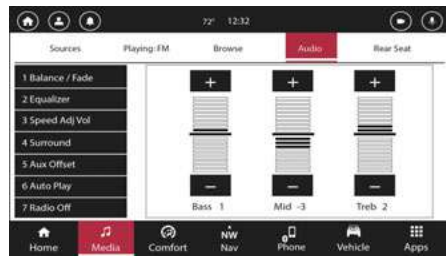 72° 12:32
Sources Playing: FM Browse Audio Rear Seat
1 Balance / Fade
2 Equalizer
3 Speed Adj Vol
4 Surround
5 Aux Offset
6 Auto Play
7 Radio Off
+ + +
- - -
Bass 1 Mid -3 Treb 2
NW
0
Home Media Comfort Nav Phone Vehicle Apps